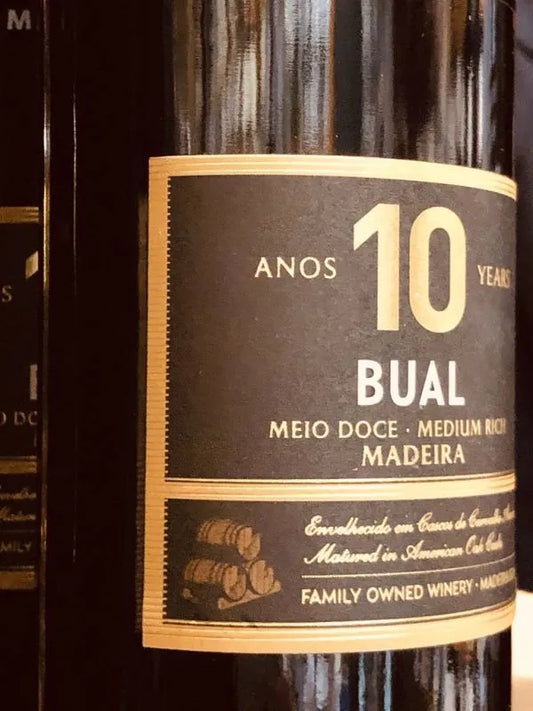 M
ANOS 10 YEARS
BUAL
MEIO DOCE · MEDIUM RICH
MADEIRA
Envelhecido em Cascos de Carvalho
Matured in American Oak Casks
FAMILY OWNED WINERY · MADEIRA